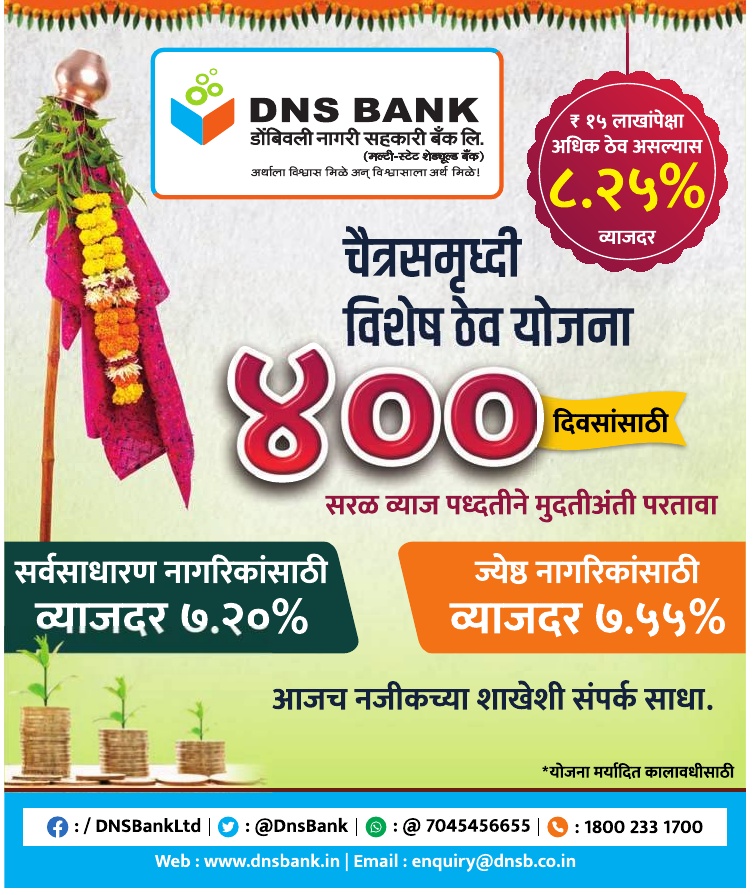 DNS BANK
डोंबिवली नागरी सहकारी बँक लि.
(मल्टी-स्टेट शेड्यूल्ड बँक)
अर्थाला विश्वास मिळे अन् विश्वासाला अर्थ मिळे!
₹ १५ लाखांपेक्षा
अधिक ठेव असल्यास
८.२५%
व्याजदर
चैत्रसमृध्दी
विशेष ठेव योजना
४००
दिवसांसाठी
सरळ व्याज पध्दतीने मुदतीअंती परतावा
सर्वसाधारण नागरिकांसाठी
व्याजदर ७.२०%
ज्येष्ठ नागरिकांसाठी
व्याजदर ७.५५%
आजच नजीकच्या शाखेशी संपर्क साधा.
*योजना मर्यादित कालावधीसाठी
: / DNSBankLtd | : @DnsBank | : @ 7045456655 | : 1800 233 1700
Web : www.dnsbank.in | Email : enquiry@dnsb.co.in